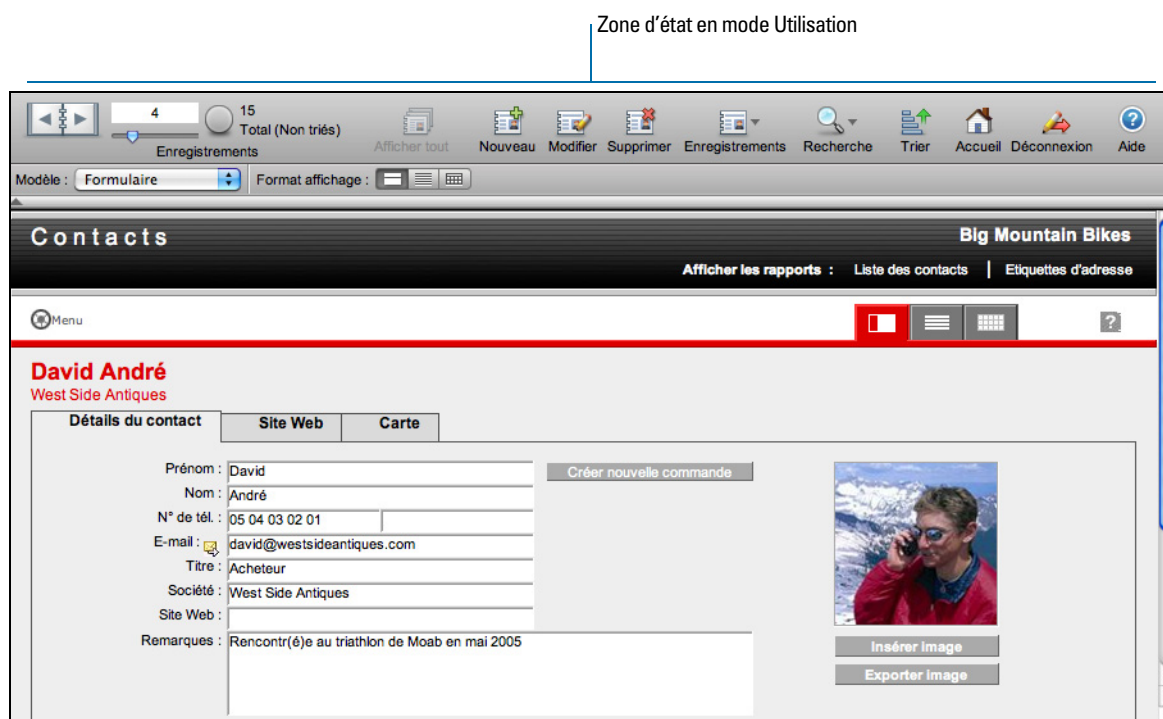 Zone d'état en mode Utilisation
4
15
Total (Non triés)
Enregistrements
Afficher tout
Nouveau
Modifier
Supprimer
Enregistrements
Recherche
Trier
Accueil
Déconnexion
Aide
Modèle : Formulaire
Format affichage :
Contacts
Big Mountain Bikes
Afficher les rapports : Liste des contacts | Etiquettes d'adresse
Menu
?
David André
West Side Antiques
Détails du contact
Site Web
Carte
Prénom : David
Créer nouvelle commande
Nom : André
N° de tél. : 05 04 03 02 01
E-mail : david@westsideantiques.com
Titre : Acheteur
Société : West Side Antiques
Site Web :
Remarques : Rencontr(é)e au triathlon de Moab en mai 2005
Insérer image
Exporter image